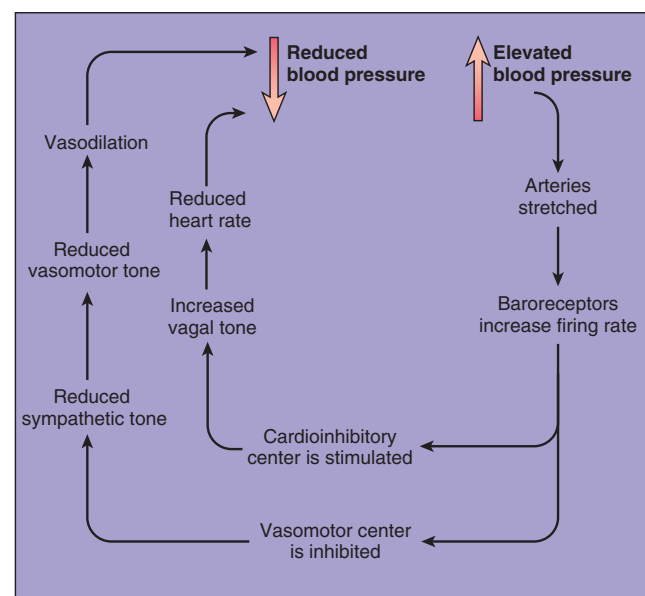 Reduced
blood pressure
Elevated
blood pressure
Vasodilation
Arteries
stretched
Reduced
heart rate
Reduced
vasomotor tone
Increased
vagal tone
Baroreceptors
increase firing rate
Reduced
sympathetic tone
Cardioinhibitory
center is stimulated
Vasomotor center
is inhibited